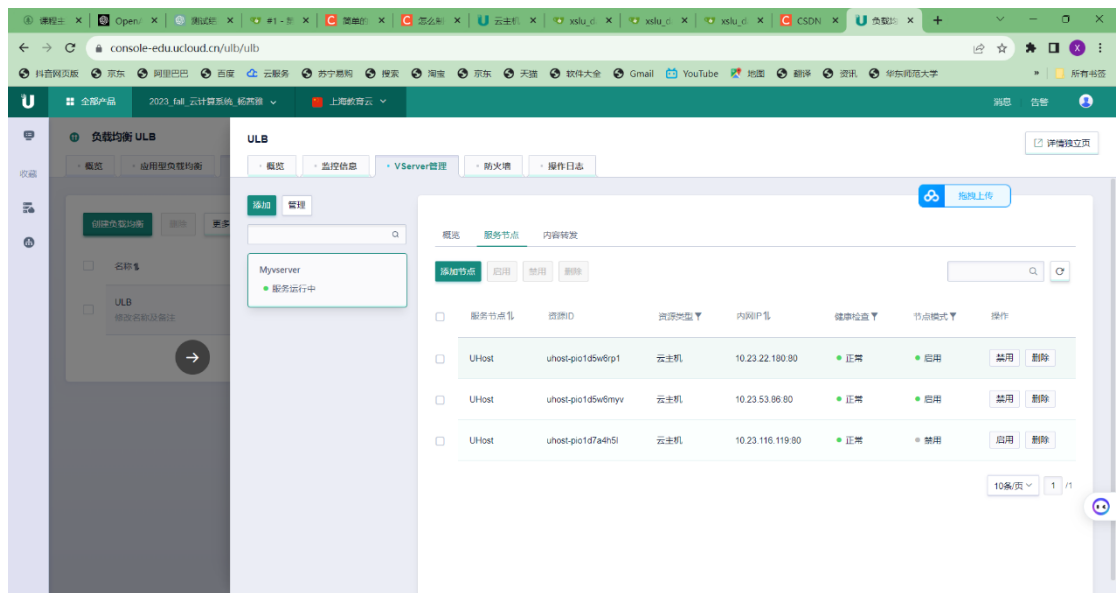 课程主 Open/ 测试练 #1 - 简单的 怎么利 云主机 xslu_d xslu_d xslu_d CSDN 负载均
console-edu.ucloud.cn/ulb/ulb
抖音网页版 京东 阿里巴巴 百度 云服务 苏宁易购 搜索 淘宝 京东 天猫 软件大全 Gmail YouTube 地图 翻译 资讯 华东师范大学 » 所有书签
全部产品 2023_fall_云计算系统_杨茜雅 上海教育云 消息 告警
负载均衡 ULB
概览 应用型负载均衡
收藏
创建负载均衡 删除 更多
名称
ULB
修改名称及备注
ULB
详情独立页
概览 监控信息 VServer管理 防火墙 操作日志
添加 管理
拖拽上传
Myvserver
服务运行中
概览 服务节点 内容转发
添加节点 启用 禁用 删除
服务节点 资源ID 资源类型 内网IP 健康检查 节点模式 操作
UHost uhost-pio1d5w6rp1 云主机 10.23.22.180:80 正常 启用 禁用 删除
UHost uhost-pio1d5w6myv 云主机 10.23.53.86:80 正常 启用 禁用 删除
UHost uhost-pio1d7a4h5l 云主机 10.23.116.119:80 正常 禁用 启用 删除
10条/页 1 /1